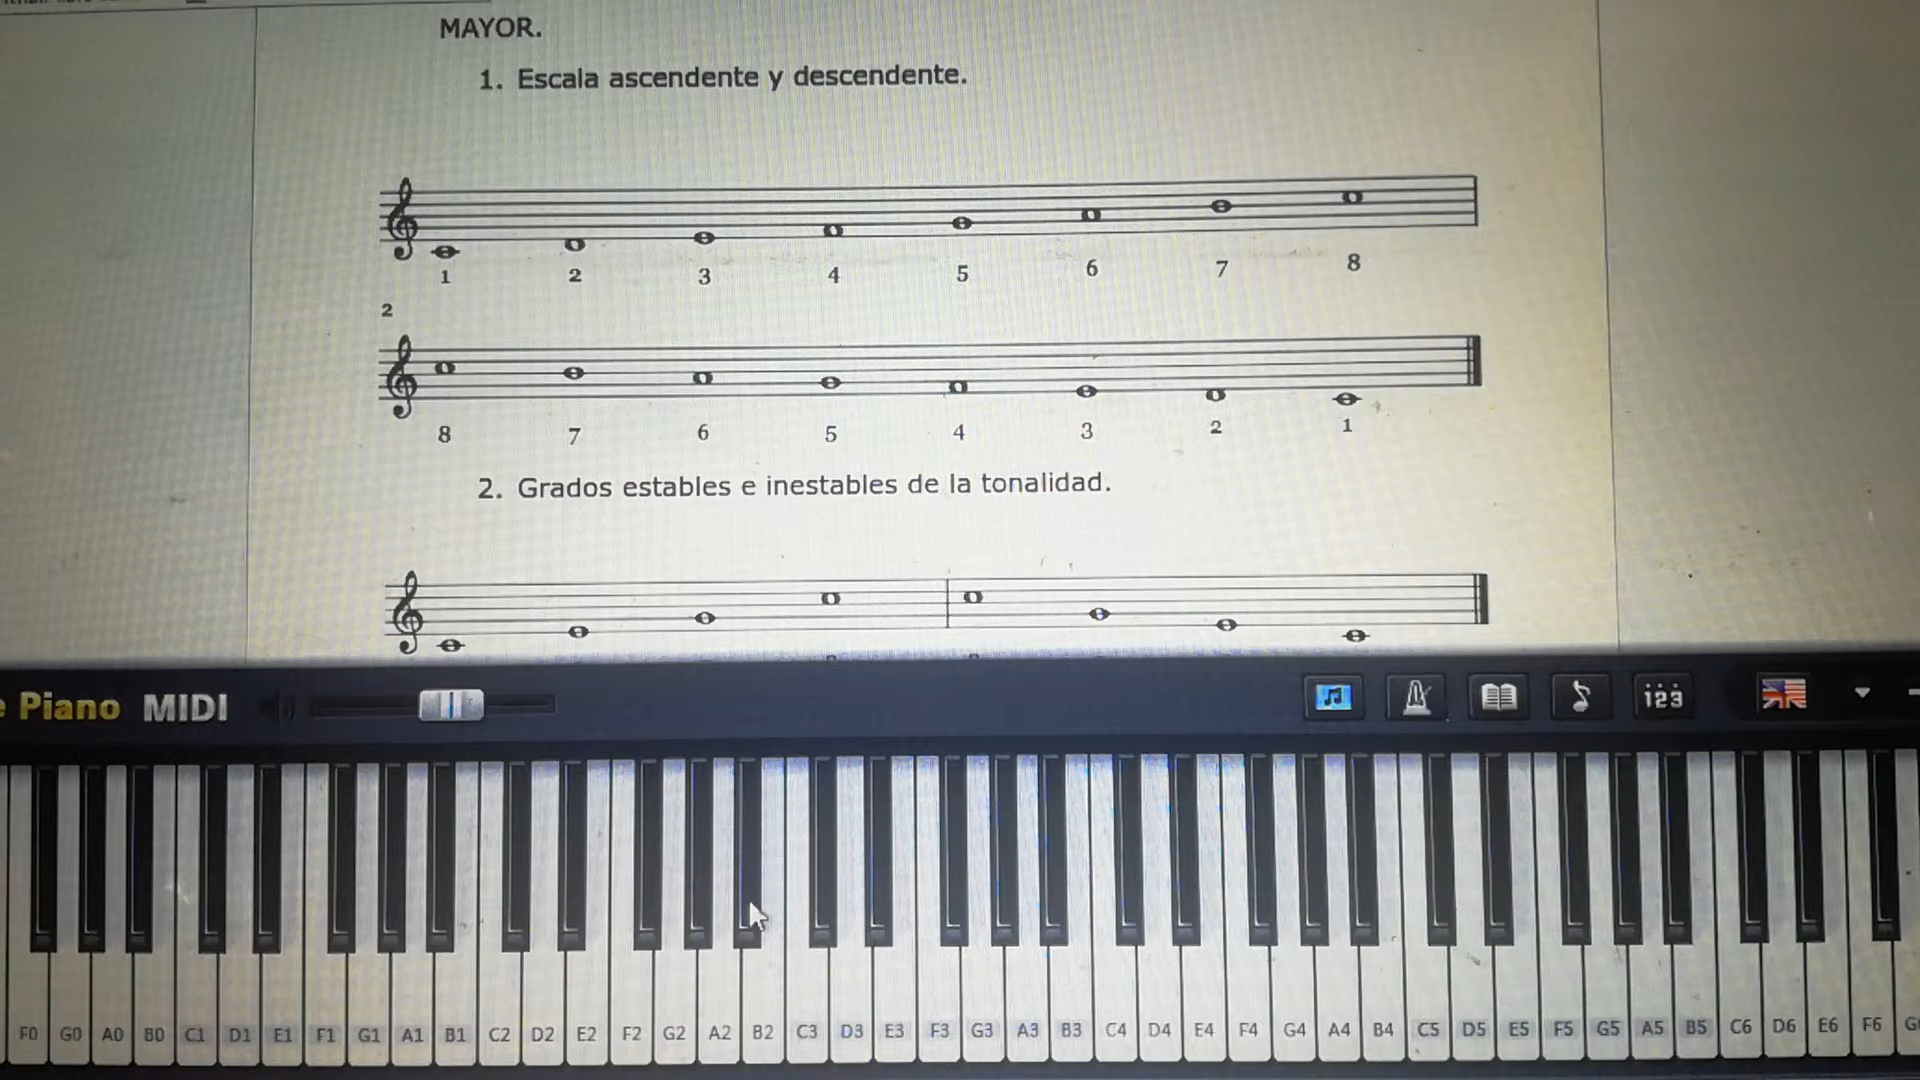 MAYOR.
1. Escala ascendente y descendente.
1 2 3 4 5 6 7 8
2
8 7 6 5 4 3 2 1
2. Grados estables e inestables de la tonalidad.
Piano MIDI
123
F0 G0 A0 B0 C1 D1 E1 F1 G1 A1 B1 C2 D2 E2 F2 G2 A2 B2 C3 D3 E3 F3 G3 A3 B3 C4 D4 E4 F4 G4 A4 B4 C5 D5 E5 F5 G5 A5 B5 C6 D6 E6 F6